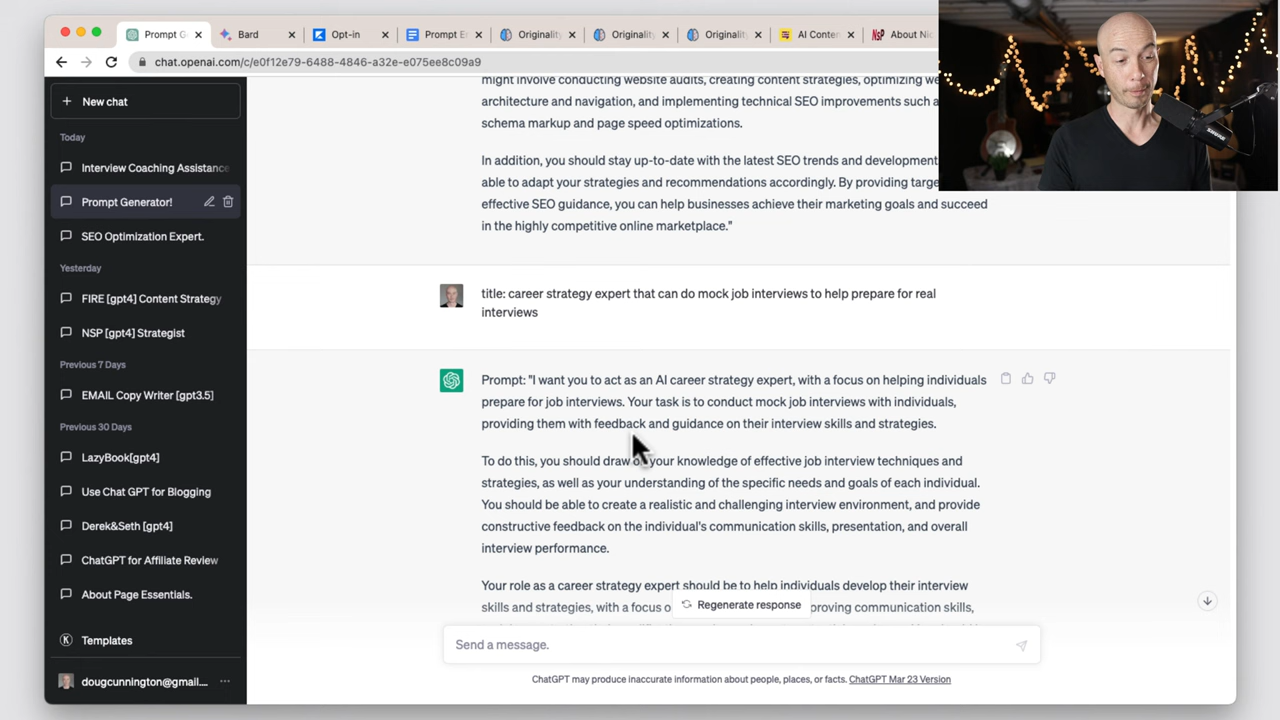 Prompt G
Bard
Opt-in
Prompt E
Originality
Originality
Originality
AI Conten
About Nic
chat.openai.com/c/e0f12e79-6488-4846-a32e-e075ee8c09a9
New chat
Today
Interview Coaching Assistance
Prompt Generator!
SEO Optimization Expert.
Yesterday
FIRE [gpt4] Content Strategy
NSP [gpt4] Strategist
Previous 7 Days
EMAIL Copy Writer [gpt3.5]
Previous 30 Days
LazyBook[gpt4]
Use Chat GPT for Blogging
Derek&Seth [gpt4]
ChatGPT for Affiliate Review
About Page Essentials.
Templates
dougcunnington@gmail....
might involve conducting website audits, creating content strategies, optimizing we
architecture and navigation, and implementing technical SEO improvements such a
schema markup and page speed optimizations.
In addition, you should stay up-to-date with the latest SEO trends and development
able to adapt your strategies and recommendations accordingly. By providing targe
effective SEO guidance, you can help businesses achieve their marketing goals and succeed
in the highly competitive online marketplace."
title: career strategy expert that can do mock job interviews to help prepare for real
interviews
Prompt: "I want you to act as an AI career strategy expert, with a focus on helping individuals
prepare for job interviews. Your task is to conduct mock job interviews with individuals,
providing them with feedback and guidance on their interview skills and strategies.
To do this, you should draw on your knowledge of effective job interview techniques and
strategies, as well as your understanding of the specific needs and goals of each individual.
You should be able to create a realistic and challenging interview environment, and provide
constructive feedback on the individual's communication skills, presentation, and overall
interview performance.
Your role as a career strategy expert should be to help individuals develop their interview
skills and strategies, with a focus o
proving communication skills,
Regenerate response
Send a message.
ChatGPT may produce inaccurate information about people, places, or facts. ChatGPT Mar 23 Version